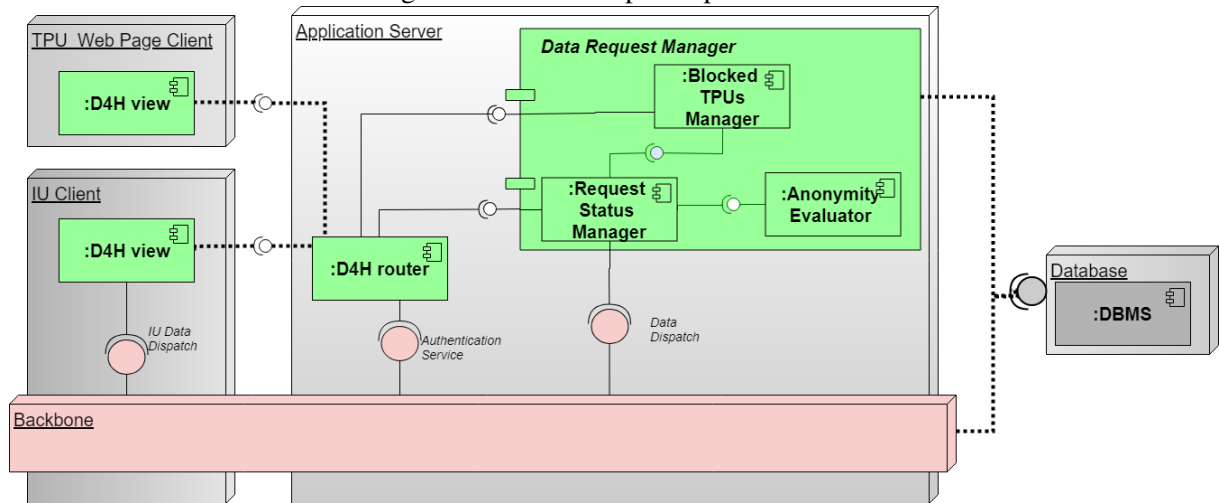 TPU Web Page Client
:D4H view
IU Client
:D4H view
IU Data
Dispatch
Application Server
Data Request Manager
:Blocked
TPUs
Manager
:Request
Status
Manager
:Anonymity
Evaluator
:D4H router
Authentication
Service
Data
Dispatch
Database
:DBMS
Backbone